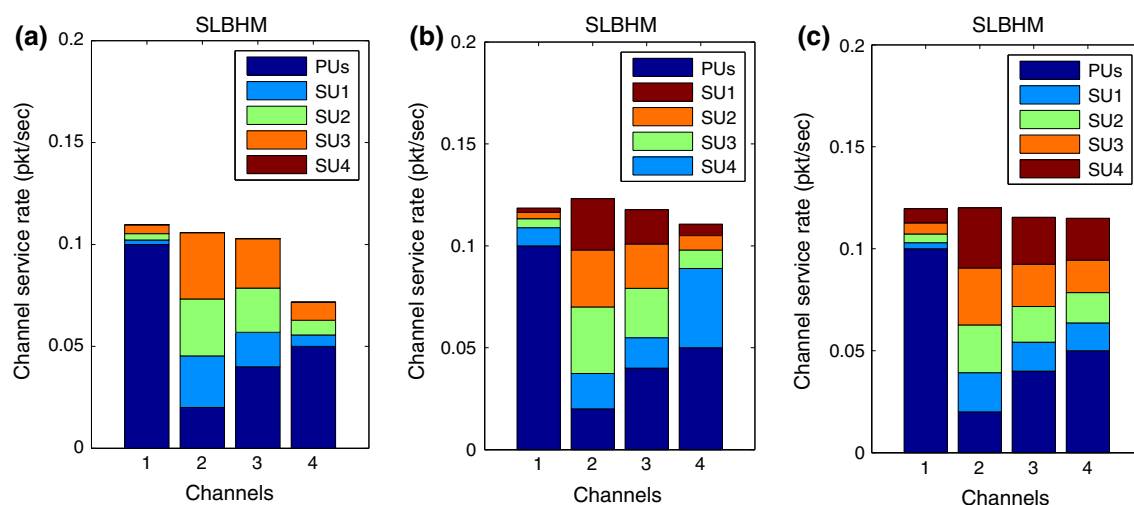 (a)
SLBHM
Channel service rate (pkt/sec)
0.2
0.15
0.1
0.05
0
PUs
SU1
SU2
SU3
SU4
1 2 3 4
Channels
(b)
SLBHM
Channel service rate (pkt/sec)
0.2
0.15
0.1
0.05
0
PUs
SU1
SU2
SU3
SU4
1 2 3 4
Channels
(c)
SLBHM
Channel service rate (pkt/sec)
0.2
0.15
0.1
0.05
0
PUs
SU1
SU2
SU3
SU4
1 2 3 4
Channels